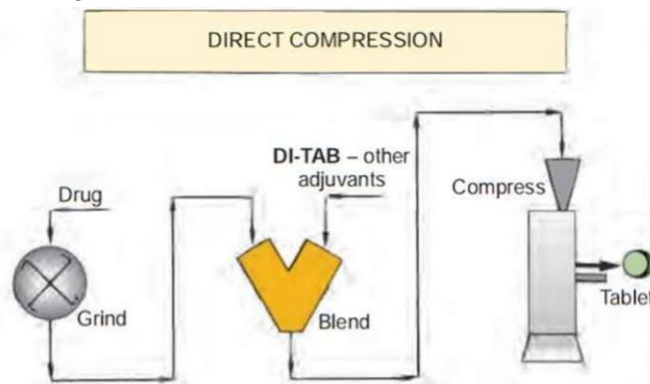 DIRECT COMPRESSION
DI-TAB – other
adjuvants
Drug
Compress
Grind
Blend
Tablet